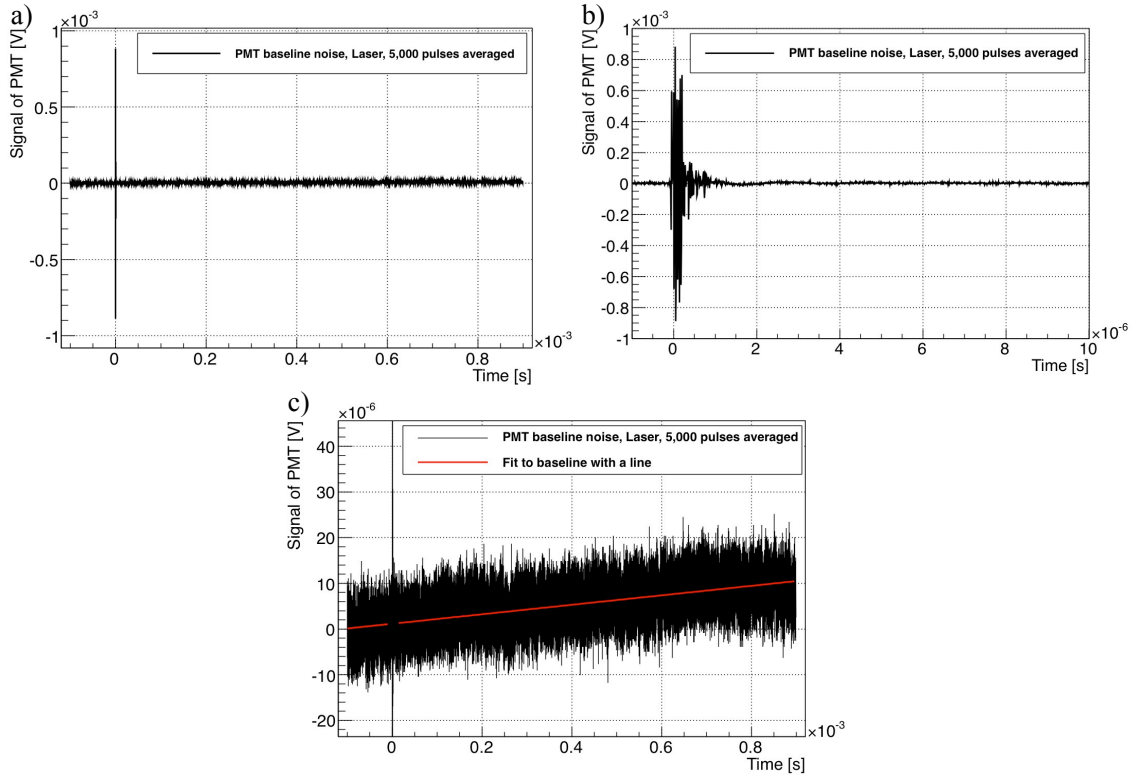 a)
×10⁻³
Signal of PMT [V]
PMT baseline noise, Laser, 5,000 pulses averaged
1
0.5
0
-0.5
-1
0 0.2 0.4 0.6 0.8
×10⁻³
Time [s]
b)
×10⁻³
Signal of PMT [V]
PMT baseline noise, Laser, 5,000 pulses averaged
1
0.8
0.6
0.4
0.2
0
-0.2
-0.4
-0.6
-0.8
-1
0 2 4 6 8 10
×10⁻⁶
Time [s]
c)
×10⁻⁶
Signal of PMT [V]
PMT baseline noise, Laser, 5,000 pulses averaged
Fit to baseline with a line
40
30
20
10
0
-10
-20
0 0.2 0.4 0.6 0.8
×10⁻³
Time [s]